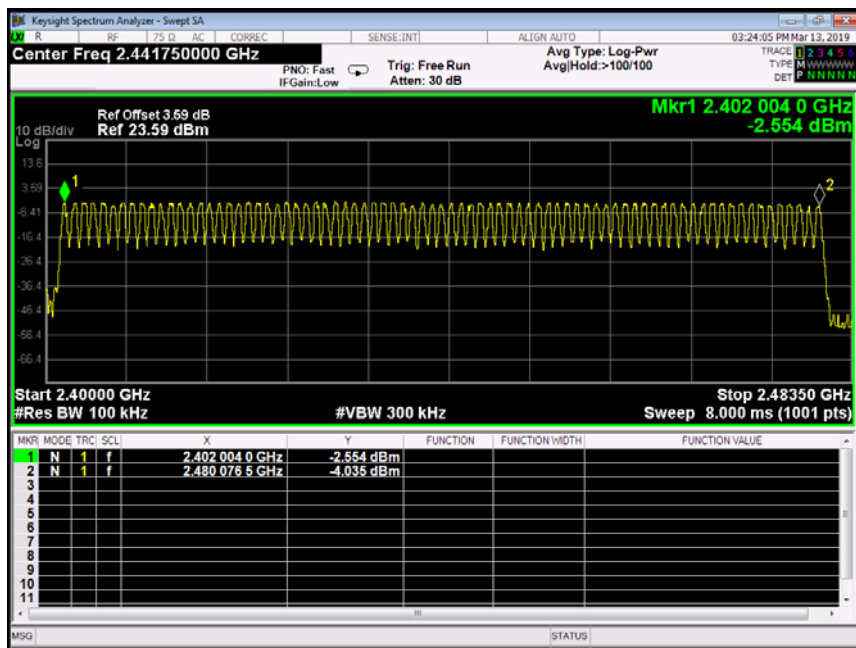 Keysight Spectrum Analyzer - Swept SA
R RF 75 Ω AC CORREC SENSE:INT ALIGN AUTO 03:24:05 PM Mar 13, 2019
Center Freq 2.441750000 GHz
PNO: Fast
IFGain:Low
Trig: Free Run
Atten: 30 dB
Avg Type: Log-Pwr
Avg|Hold:>100/100
TRACE 1 2 3 4 5 6
TYPE M W W W W W
DET P N N N N N
Mkr1 2.402 004 0 GHz
-2.554 dBm
Ref Offset 3.59 dB
10 dB/div Ref 23.59 dBm
Log
13.6
3.59
-6.41
-16.4
-26.4
-36.4
-46.4
-56.4
-66.4
1
2
Start 2.40000 GHz Stop 2.48350 GHz
#Res BW 100 kHz #VBW 300 kHz Sweep 8.000 ms (1001 pts)
MKR MODE TRC SCL X Y FUNCTION FUNCTION WIDTH FUNCTION VALUE
1 N 1 f 2.402 004 0 GHz -2.554 dBm
2 N 1 f 2.480 076 5 GHz -4.035 dBm
3
4
5
6
7
8
9
10
11
MSG STATUS